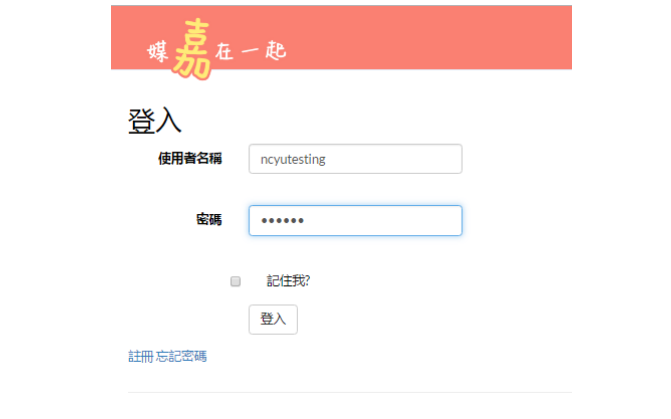 媒嘉在一起
登入
使用者名稱 ncyutesting
密碼 ••••••
記住我?
登入
註冊 忘記密碼